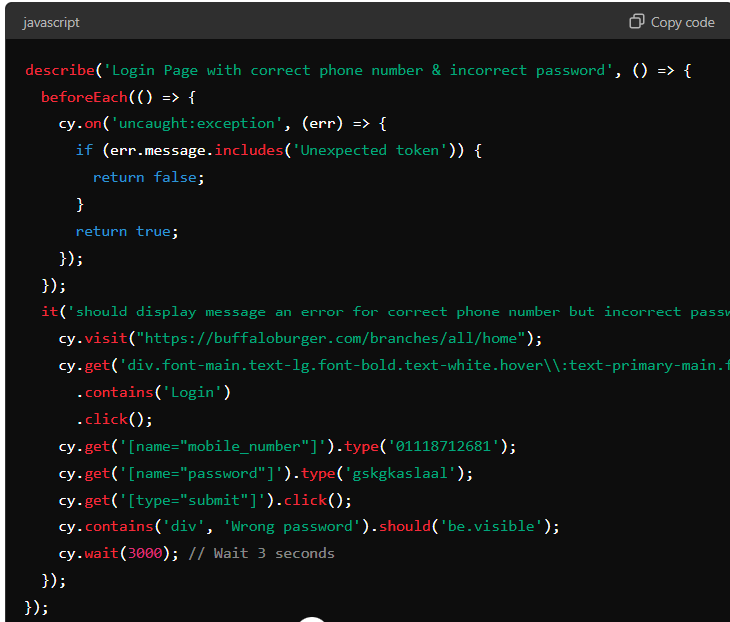 javascript
Copy code
describe('Login Page with correct phone number & incorrect password', () => {
beforeEach(() => {
cy.on('uncaught:exception', (err) => {
if (err.message.includes('Unexpected token')) {
return false;
}
return true;
});
});
it('should display message an error for correct phone number but incorrect
cy.visit("https://buffaloburger.com/branches/all/home");
cy.get('div.font-main.text-lg.font-bold.text-white.hover\\:text-primary-main.
.contains('Login')
.click();
cy.get('[name="mobile_number"]').type('01118712681');
cy.get('[name="password"]').type('gskgkaslaal');
cy.get('[type="submit"]').click();
cy.contains('div', 'Wrong password').should('be.visible');
cy.wait(3000); // Wait 3 seconds
});
});